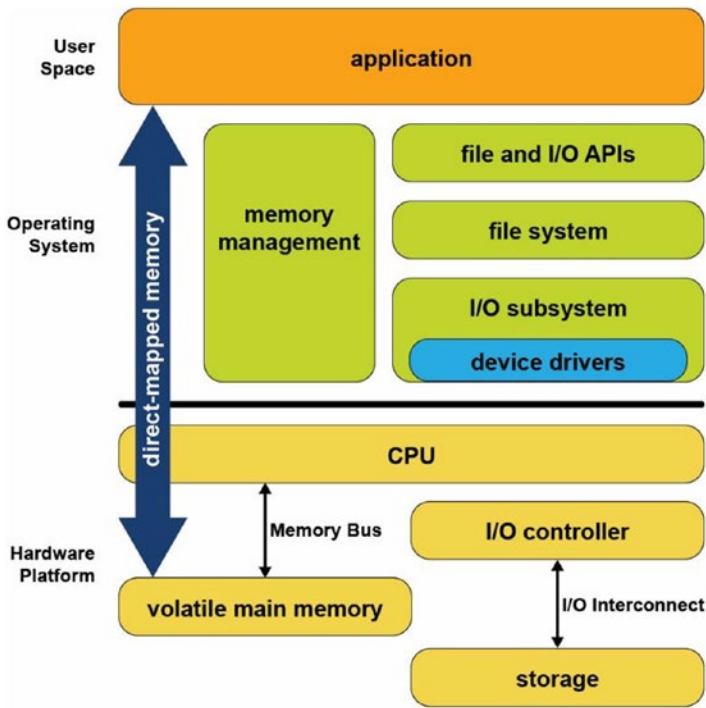 User
Space
application
file and I/O APIs
memory
management
Operating
System
file system
I/O subsystem
device drivers
direct-mapped memory
CPU
Memory Bus
I/O controller
Hardware
Platform
volatile main memory
I/O Interconnect
storage